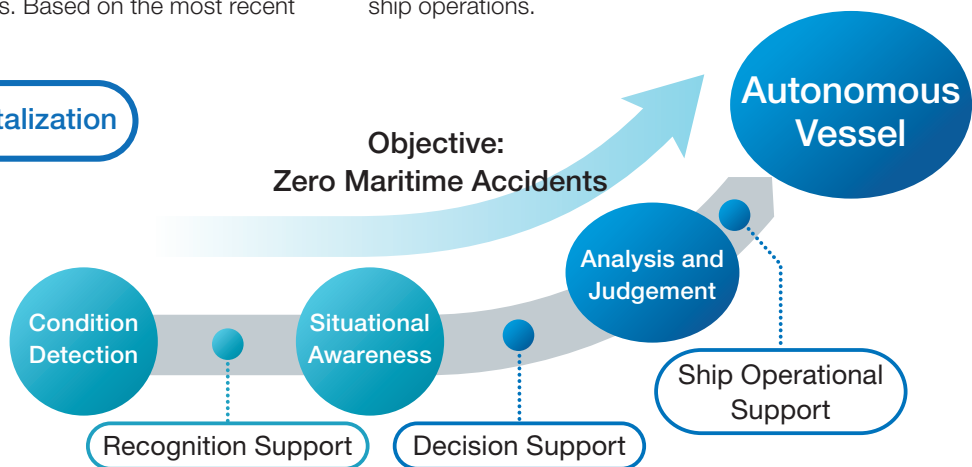 s. Based on the most recent
ship operations.
talization
Objective:
Zero Maritime Accidents
Autonomous
Vessel
Analysis and
Judgement
Condition
Detection
Situational
Awareness
Ship Operational
Support
Recognition Support
Decision Support